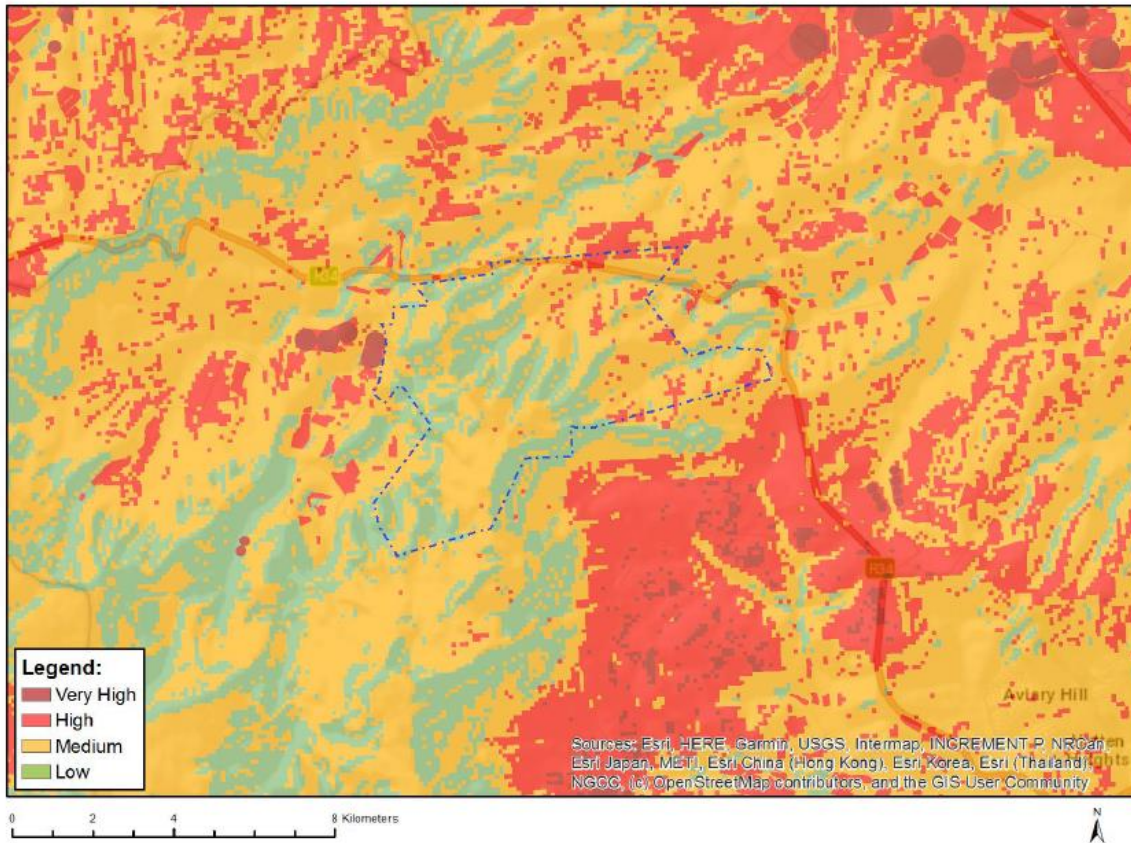 R34
R34
Legend:
Very High
High
Medium
Low
Aviary Hill
Sources: Esri, HERE, Garmin, USGS, Intermap, INCREMENT P, NRCan,
Esri Japan, METI, Esri China (Hong Kong), Esri Korea, Esri (Thailand),
NGCC, (c) OpenStreetMap contributors, and the GIS User Community
0 2 4 8 Kilometers
N